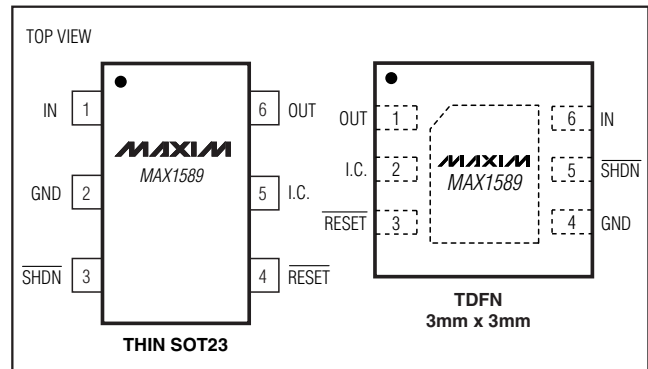 TOP VIEW
IN 1
6 OUT
MAXIM
MAX1589
GND 2
5 I.C.
SHDN 3
4 RESET
THIN SOT23
OUT 1
6 IN
I.C. 2
MAXIM
MAX1589
5 SHDN
RESET 3
4 GND
TDFN
3mm x 3mm